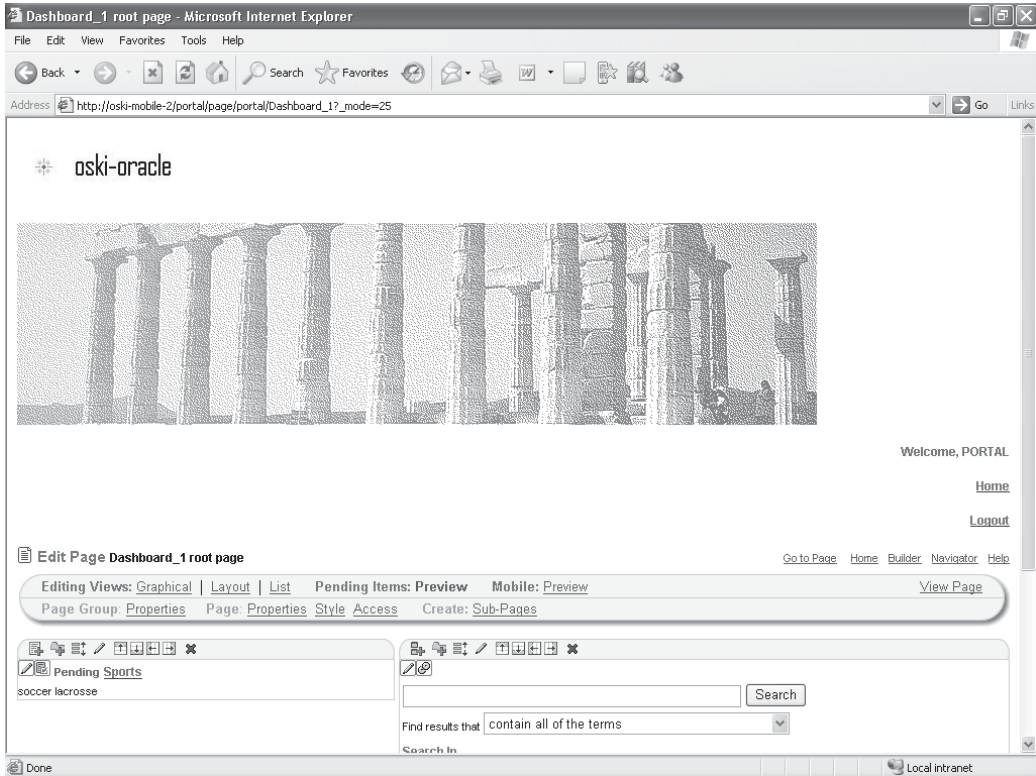 Dashboard_1 root page - Microsoft Internet Explorer
File Edit View Favorites Tools Help
Back Search Favorites
Address http://oski-mobile-2/portal/page/portal/Dashboard_1?_mode=25 Go Links
oski-oracle
Welcome, PORTAL
Home
Logout
Edit Page Dashboard_1 root page Go to Page Home Builder Navigator Help
Editing Views: Graphical | Layout | List Pending Items: Preview Mobile: Preview View Page
Page Group: Properties Page: Properties Style Access Create: Sub-Pages
Pending Sports
soccer lacrosse
Search
Find results that contain all of the terms
Search In
Done Local intranet